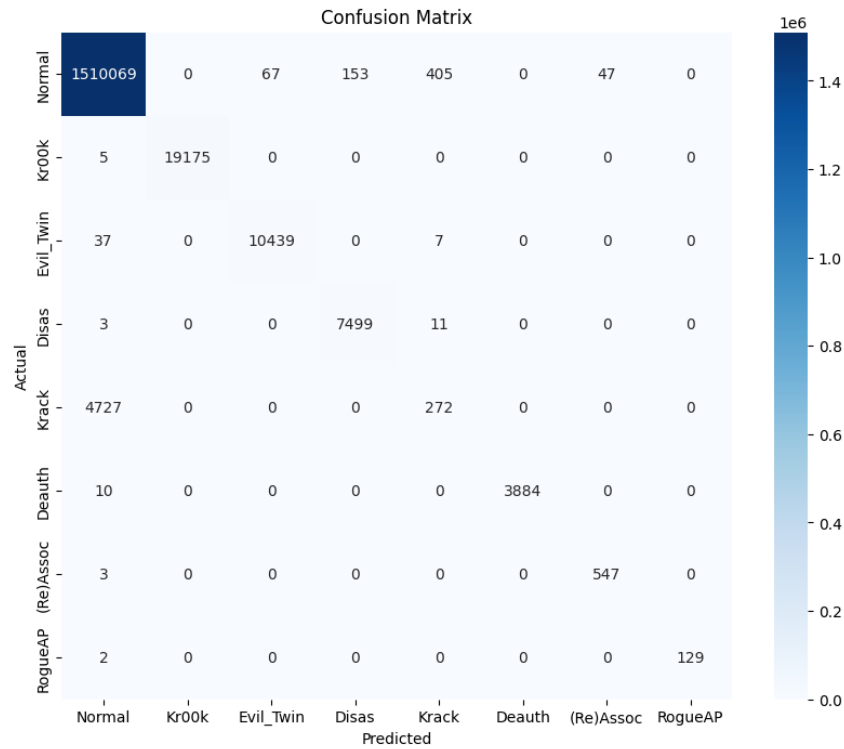 Confusion Matrix
1e6
Normal 1510069 0 67 153 405 47 0
Kr00k 5 19175 0 0 0 0 0
Evil_Twin 37 0 10439 0 7 0 0 0
Disas 3 0 0 7499 11 0 0 0
Krack 4727 0 0 0 272 0 0 0
Deauth 10 0 0 0 0 3884 0 0
(Re)Assoc 3 0 0 0 0 0 547 0
RogueAP 2 0 0 0 0 0 0 129
Normal Kr00k Evil_Twin Disas Krack Deauth (Re)Assoc RogueAP
Actual
Predicted
1.4
1.2
1.0
0.8
0.6
0.4
0.2
0.0